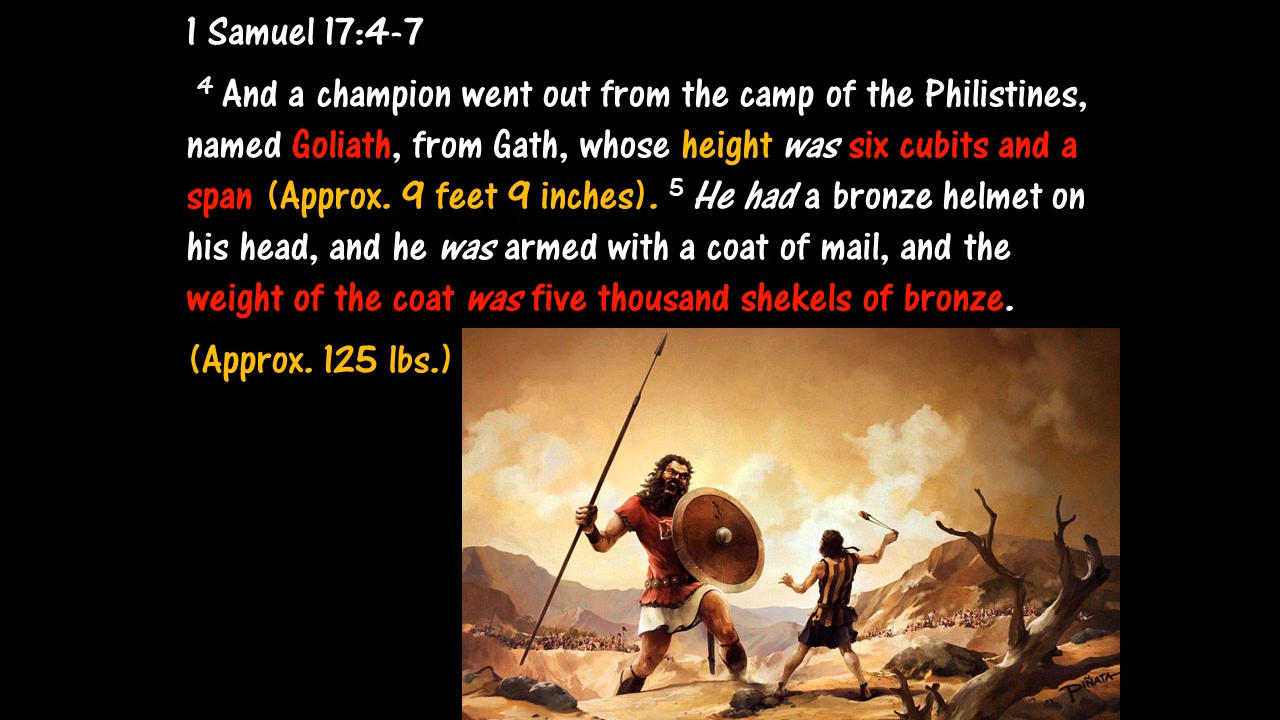 1 Samuel 17:4-7
4 And a champion went out from the camp of the Philistines,
named Goliath, from Gath, whose height was six cubits and a
span (Approx. 9 feet 9 inches). 5 He had a bronze helmet on
his head, and he was armed with a coat of mail, and the
weight of the coat was five thousand shekels of bronze.
(Approx. 125 lbs.)
PIÑATA